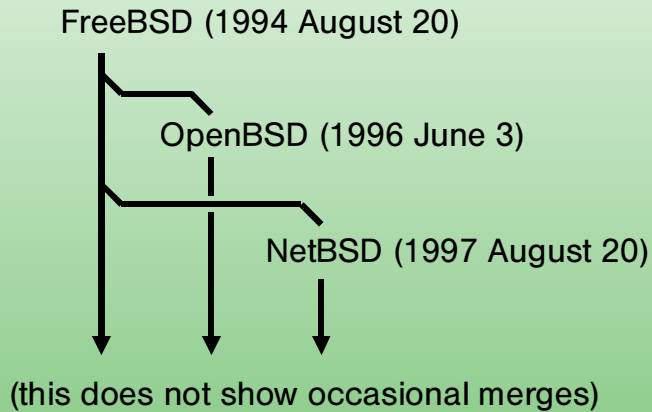 FreeBSD (1994 August 20)
OpenBSD (1996 June 3)
NetBSD (1997 August 20)
(this does not show occasional merges)